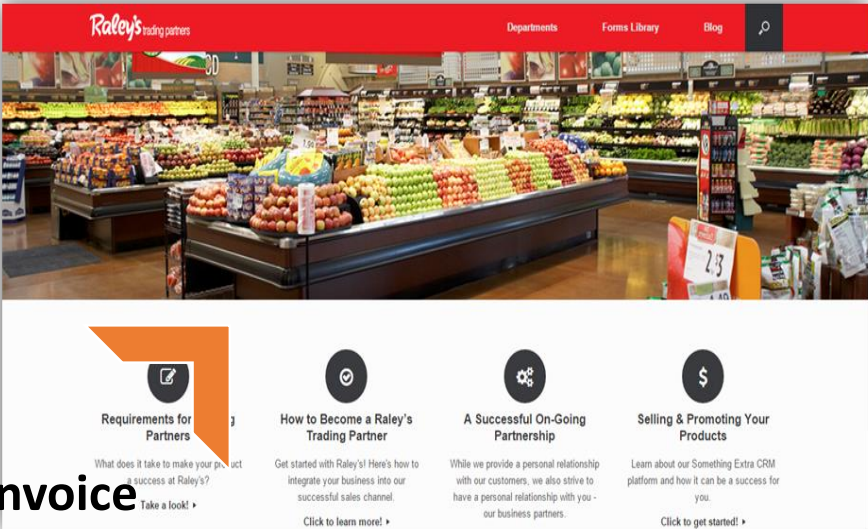 Raley's trading partners
Departments
Forms Library
Blog
3D
2.93
Requirements for
g
Partners
What does it take to make your pr
uct
a success at Raley's?
Take a look!
How to Become a Raley's
Trading Partner
Get started with Raley's! Here's how to
integrate your business into our
successful sales channel.
Click to learn more!
A Successful On-Going
Partnership
While we provide a personal relationship
with our customers, we also strive to
have a personal relationship with you -
our business partners.
Selling & Promoting Your
Products
Learn about our Something Extra CRM
platform and how it can be a success for
you.
Click to get started!
nvoice